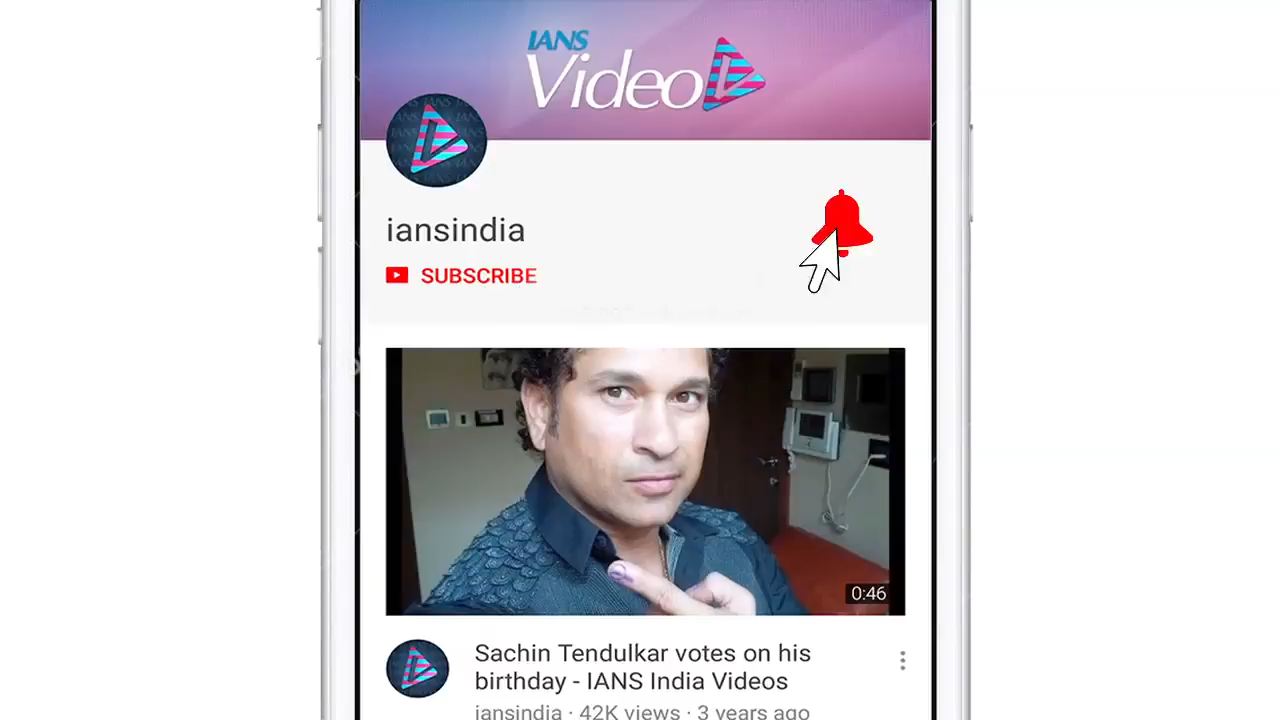 IANS
Video
iansindia
SUBSCRIBE
0:46
Sachin Tendulkar votes on his
birthday - IANS India Videos
iansindia · 42K views · 3 years ago